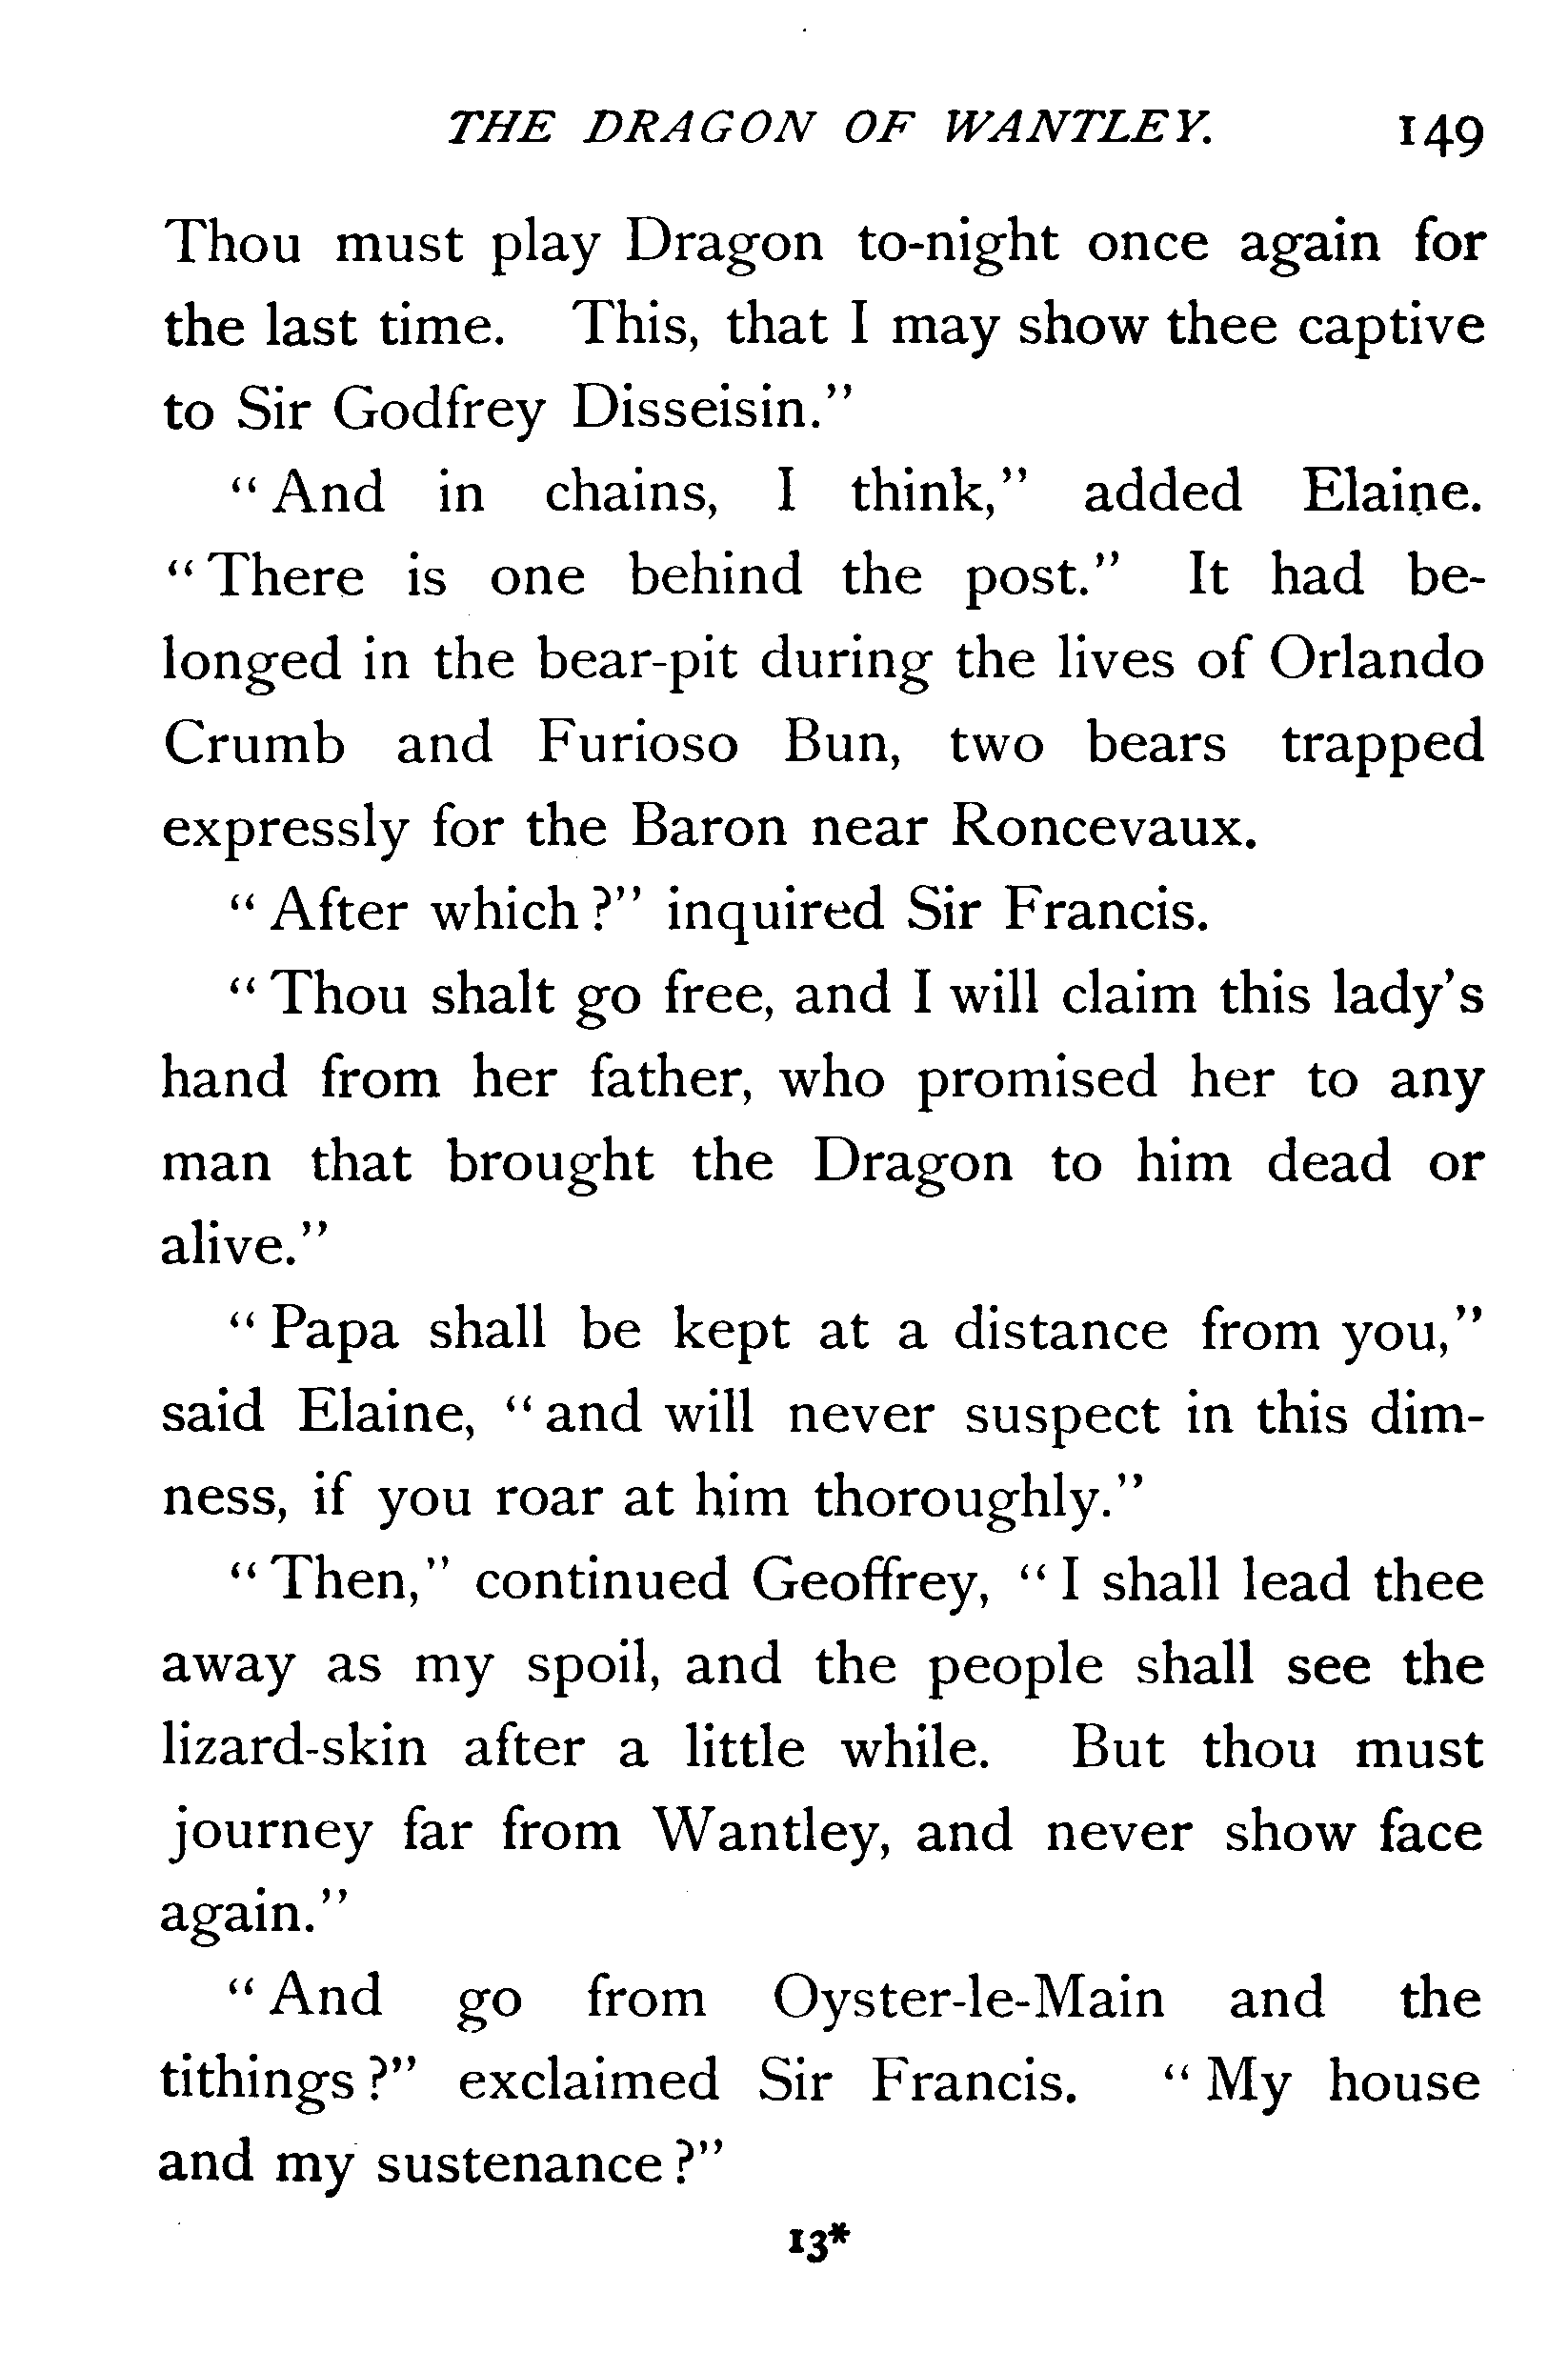 THE DRAGON OF WANTLEY. 149
Thou must play Dragon to-night once again for
the last time. This, that I may show thee captive
to Sir Godfrey Disseisin.”
“And in chains, I think,” added Elaine.
“There is one behind the post.” It had be-
longed in the bear-pit during the lives of Orlando
Crumb and Furioso Bun, two bears trapped
expressly for the Baron near Roncevaux.
“After which?” inquired Sir Francis.
“Thou shalt go free, and I will claim this lady’s
hand from her father, who promised her to any
man that brought the Dragon to him dead or
alive.”
“Papa shall be kept at a distance from you,”
said Elaine, “and will never suspect in this dim-
ness, if you roar at him thoroughly.”
“Then,” continued Geoffrey, “I shall lead thee
away as my spoil, and the people shall see the
lizard-skin after a little while. But thou must
journey far from Wantley, and never show face
again.”
“And go from Oyster-le-Main and the
tithings?” exclaimed Sir Francis. “My house
and my sustenance?”
13*